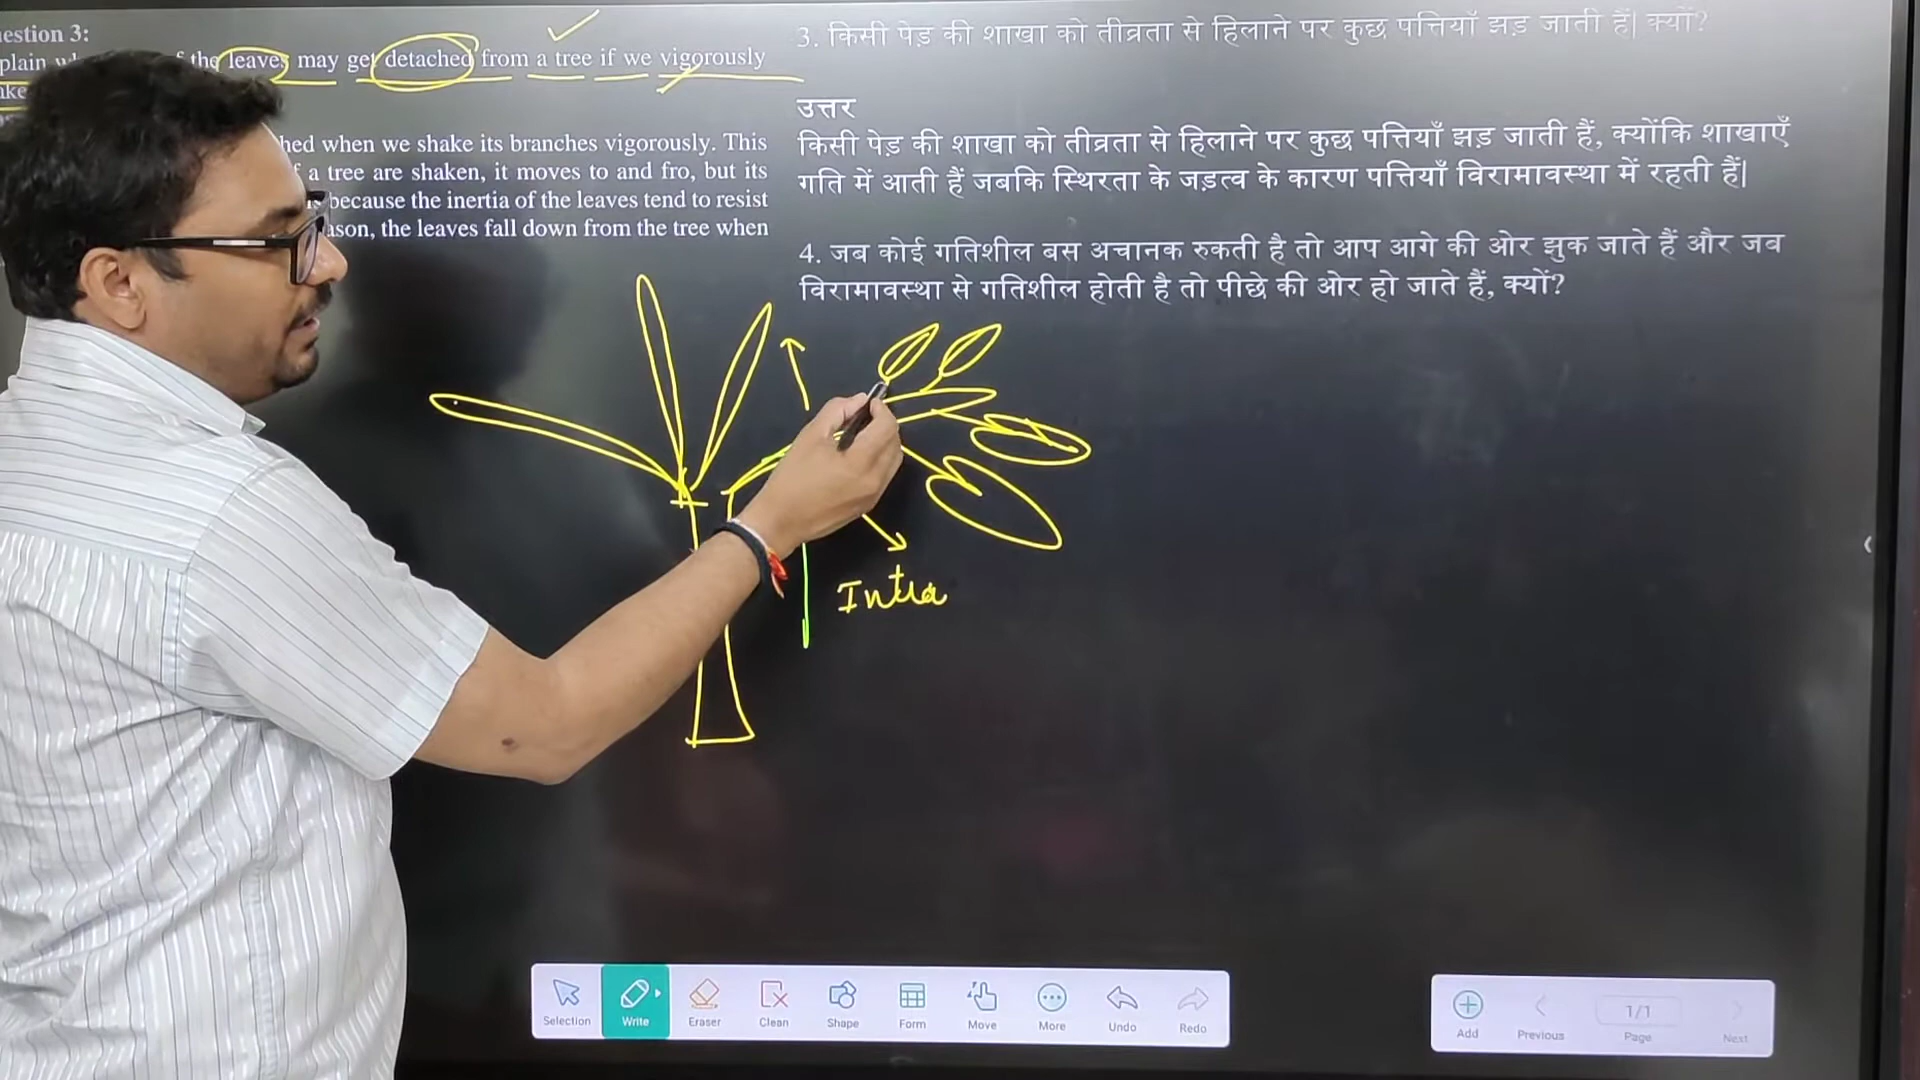 estion 3:
plain the leaves may get detached from a tree if we vigorously
ake
hed when we shake its branches vigorously. This
a tree are shaken, it moves to and fro, but its
because the inertia of the leaves tend to resist
ason, the leaves fall down from the tree when
3. किसी पेड़ की शाखा को तीव्रता से हिलाने पर कुछ पत्तियाँ झड़ जाती हैं| क्यों?
उत्तर
किसी पेड़ की शाखा को तीव्रता से हिलाने पर कुछ पत्तियाँ झड़ जाती हैं, क्योंकि शाखाएँ
गति में आती हैं जबकि स्थिरता के जड़त्व के कारण पत्तियाँ विरामावस्था में रहती हैं|
4. जब कोई गतिशील बस अचानक रुकती है तो आप आगे की ओर झुक जाते हैं और जब
विरामावस्था से गतिशील होती है तो पीछे की ओर हो जाते हैं, क्यों?
Selection Write Eraser Clean Shape Form Move More Undo Redo
1/1
Add Previous Page Next